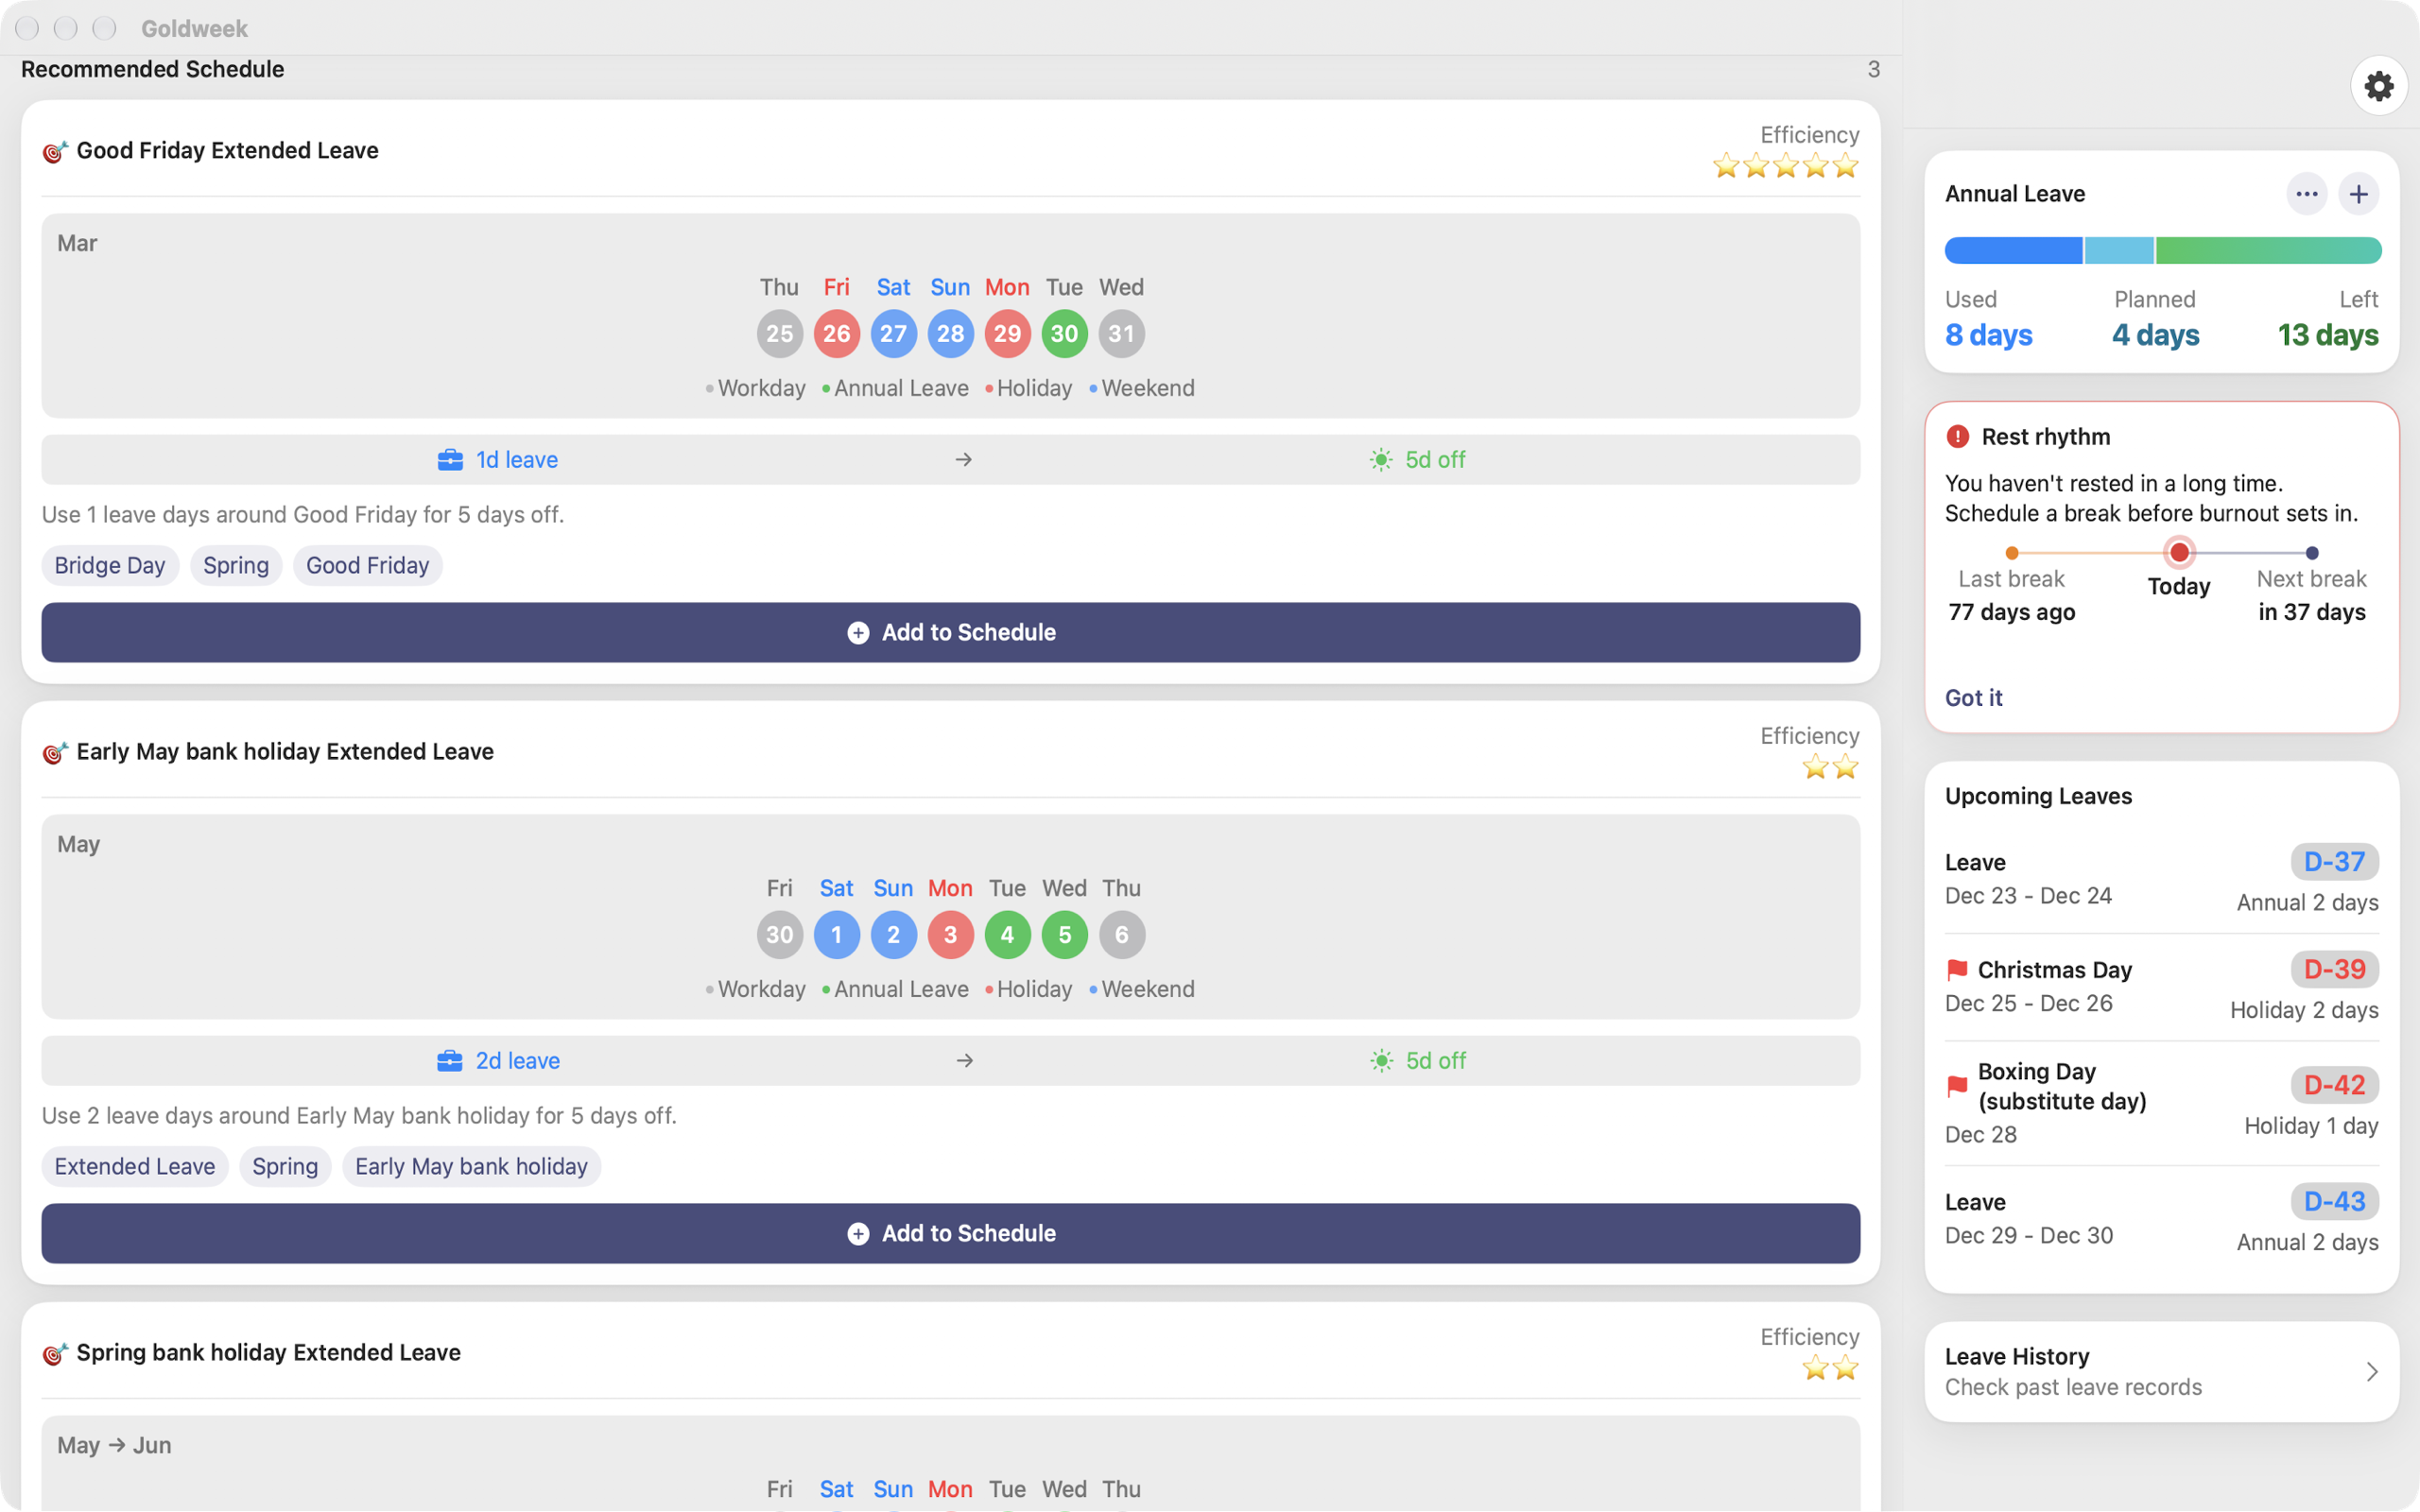 Goldweek
Recommended Schedule
3
Good Friday Extended Leave
Efficiency
Mar
Thu Fri Sat Sun Mon Tue Wed
25 26 27 28 29 30 31
Workday Annual Leave Holiday Weekend
1d leave → 5d off
Use 1 leave days around Good Friday for 5 days off.
Bridge Day Spring Good Friday
Add to Schedule
Early May bank holiday Extended Leave
Efficiency
May
Fri Sat Sun Mon Tue Wed Thu
30 1 2 3 4 5 6
Workday Annual Leave Holiday Weekend
2d leave → 5d off
Use 2 leave days around Early May bank holiday for 5 days off.
Extended Leave Spring Early May bank holiday
Add to Schedule
Spring bank holiday Extended Leave
Efficiency
May → Jun
Fri Sat Sun Mon Tue Wed Thu
Annual Leave
Used Planned Left
8 days 4 days 13 days
Rest rhythm
You haven't rested in a long time.
Schedule a break before burnout sets in.
Last break Today Next break
77 days ago in 37 days
Got it
Upcoming Leaves
Leave D-37
Dec 23 - Dec 24 Annual 2 days
Christmas Day D-39
Dec 25 - Dec 26 Holiday 2 days
Boxing Day
(substitute day) D-42
Dec 28 Holiday 1 day
Leave D-43
Dec 29 - Dec 30 Annual 2 days
Leave History
Check past leave records